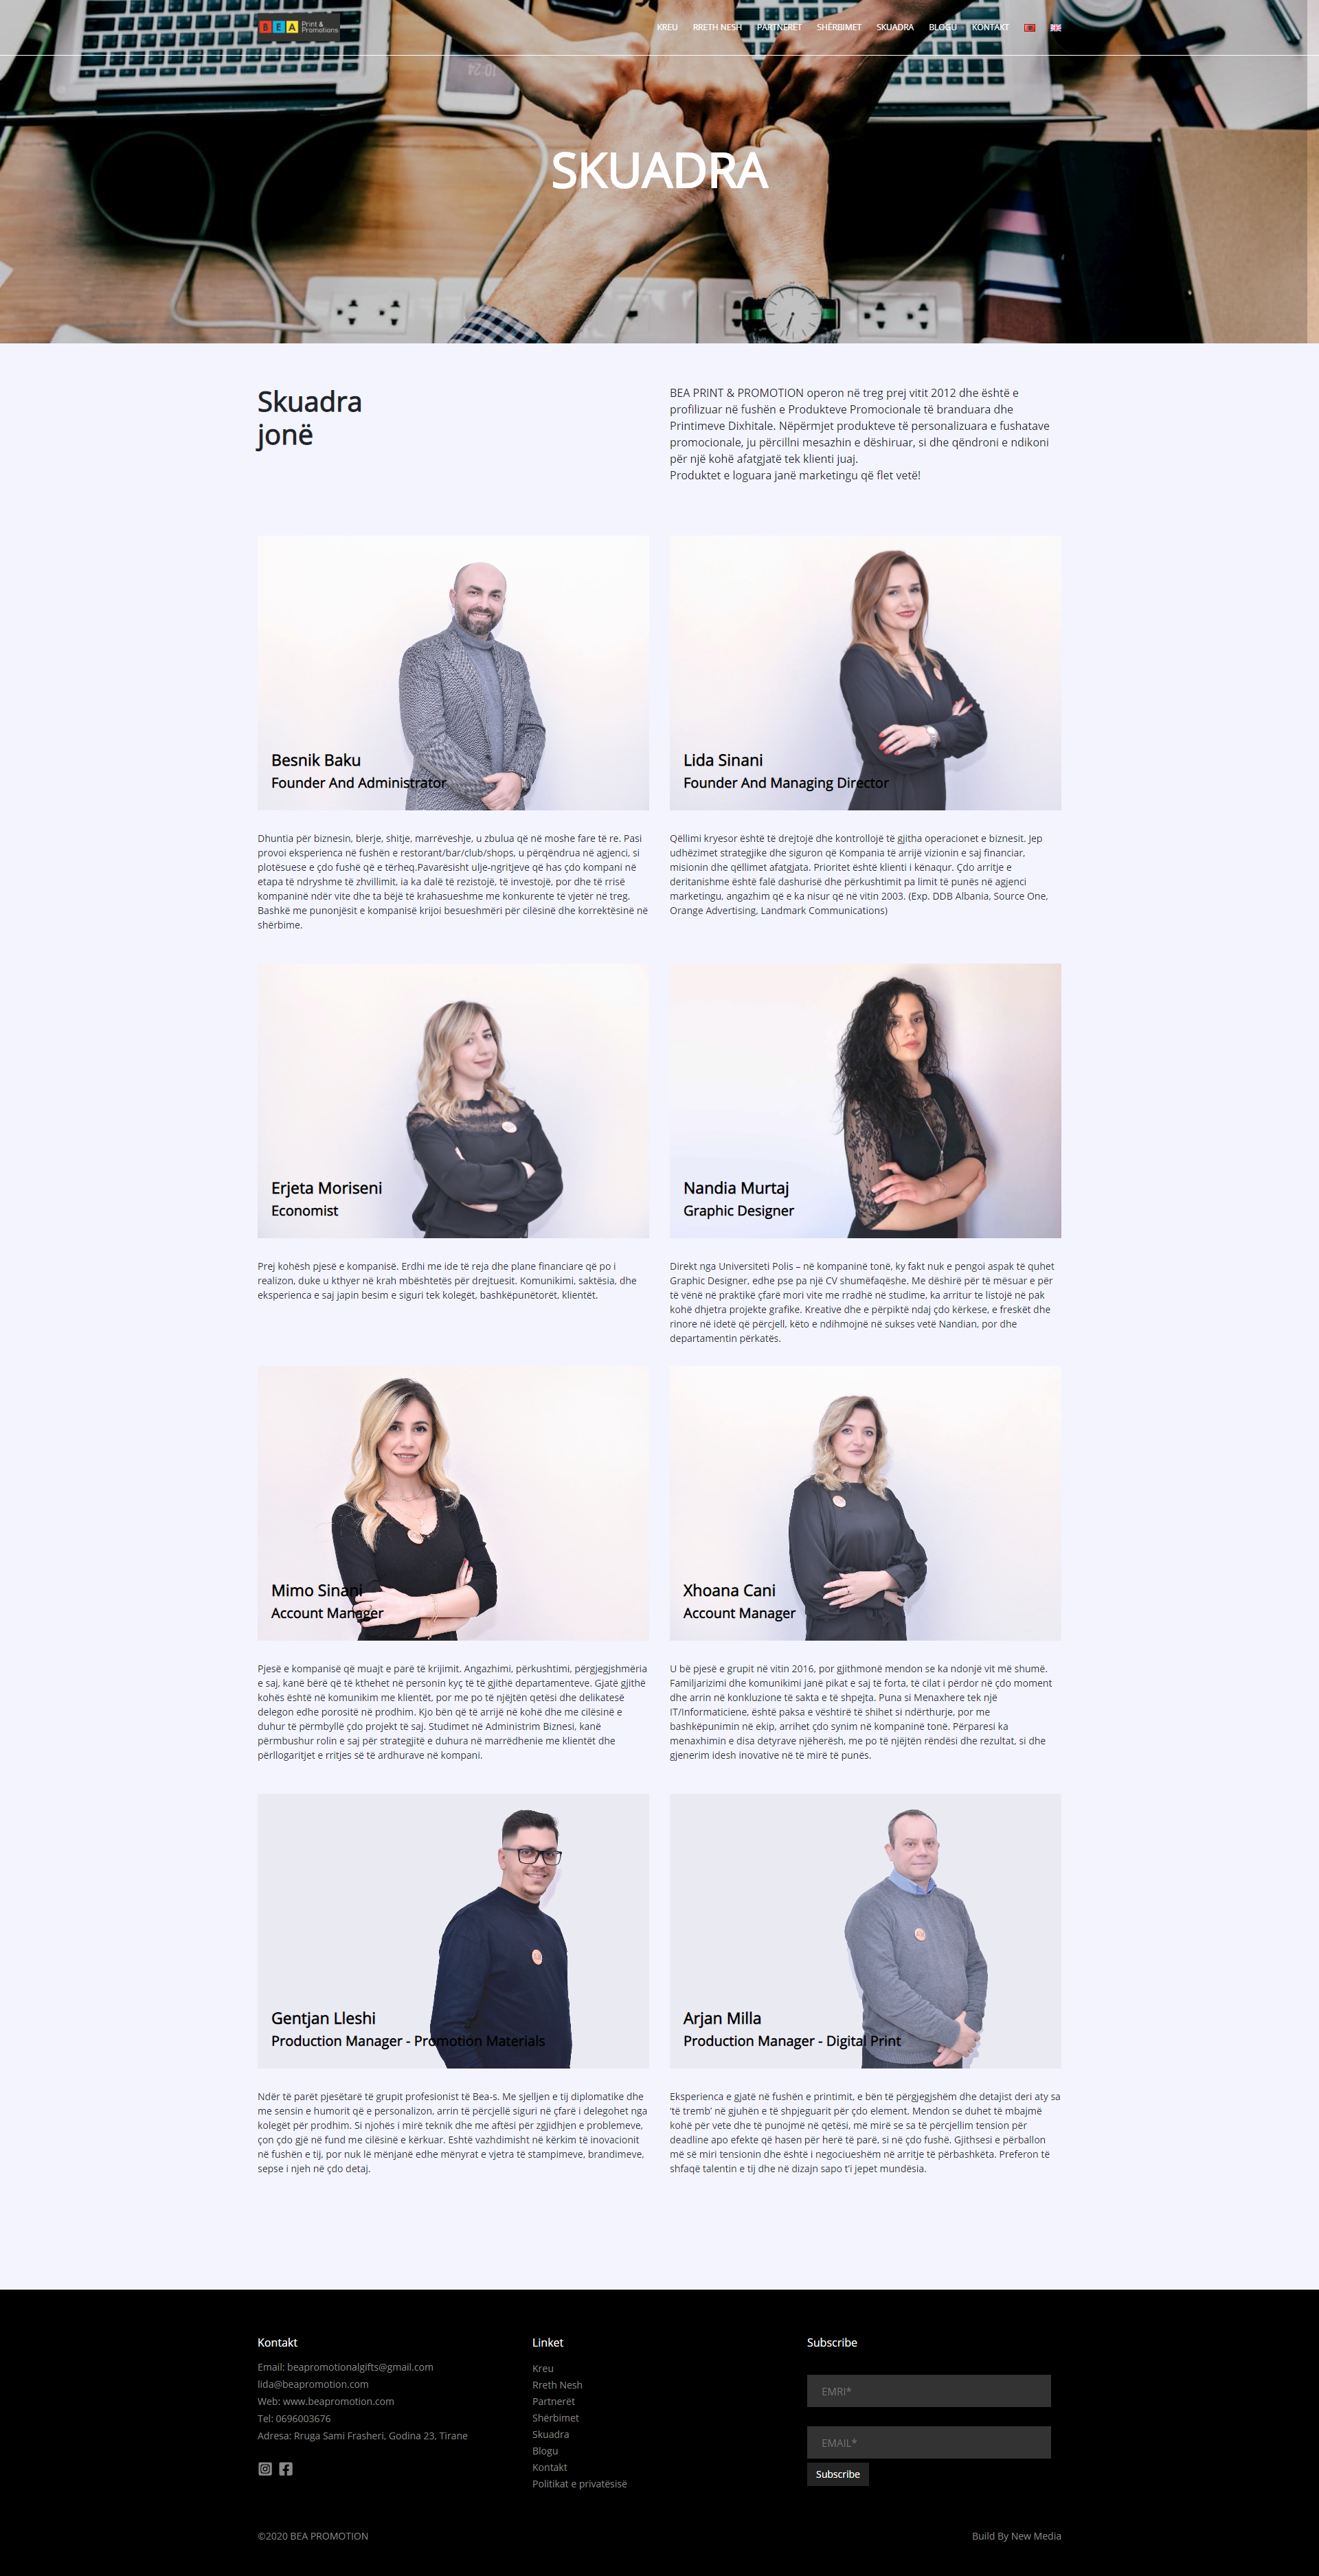 BEA Print & Promotions
KREU RRETH NESH PARTNERËT SHËRBIMET SKUADRA BLOGU KONTAKT
SKUADRA
Skuadra
jonë
BEA PRINT & PROMOTION operon në treg prej vitit 2012 dhe është e
profilizuar në fushën e Produkteve Promocionale të branduara dhe
Printimeve Dixhitale. Nëpërmjet produkteve të personalizuara e fushatave
promocionale, ju përcillni mesazhin e dëshiruar, si dhe qëndroni e ndikoni
për një kohë afatgjatë tek klienti juaj.
Produktet e loguara janë marketingu që flet vetë!
Besnik Baku
Founder And Administrator
Dhuntia për biznesin, blerje, shitje, marrëveshje, u zbulua që në moshe fare të re. Pasi
provoi eksperienca në fushën e restorant/bar/club/shops, u përqëndrua në agjenci, si
plotësuese e çdo fushë që e tërheq.Pavarësisht ulje-ngritjeve që has çdo kompani në
etapa të ndryshme të zhvillimit, ia ka dalë të rezistojë, të investojë, por dhe të rrisë
kompaninë ndër vite dhe ta bëjë të krahasueshme me konkurente të vjetër në treg.
Bashkë me punonjësit e kompanisë krijoi besueshmëri për cilësinë dhe korrektësinë në
shërbime.
Lida Sinani
Founder And Managing Director
Qëllimi kryesor është të drejtojë dhe kontrollojë të gjitha operacionet e biznesit. Jep
udhëzimet strategjike dhe siguron që Kompania të arrijë vizionin e saj financiar,
misionin dhe qëllimet afatgjata. Prioritet është klienti i kënaqur. Çdo arritje e
deritanishme është falë dashurisë dhe përkushtimit pa limit të punës në agjenci
marketingu, angazhim që e ka nisur që në vitin 2003. (Exp. DDB Albania, Source One,
Orange Advertising, Landmark Communications)
Erjeta Moriseni
Economist
Prej kohësh pjesë e kompanisë. Erdhi me ide të reja dhe plane financiare që po i
realizon, duke u kthyer në krah mbështetës për drejtuesit. Komunikimi, saktësia, dhe
eksperienca e saj japin besim e siguri tek kolegët, bashkëpunëtorët, klientët.
Nandia Murtaj
Graphic Designer
Direkt nga Universiteti Polis – në kompaninë tonë, ky fakt nuk e pengoi aspak të quhet
Graphic Designer, edhe pse pa një CV shumëfaqëshe. Me dëshirë për të mësuar e për
të vënë në praktikë çfarë mori vite me rradhë në studime, ka arritur te listojë në pak
kohë dhjetra projekte grafike. Kreative dhe e përpiktë ndaj çdo kërkese, e freskët dhe
rinore në idetë që përcjell, këto e ndihmojnë në sukses vetë Nandian, por dhe
departamentin përkatës.
Mimo Sinani
Account Manager
Pjesë e kompanisë që muajt e parë të krijimit. Angazhimi, përkushtimi, përgjegjshmëria
e saj, kanë bërë që të kthehet në personin kyç të të gjithë departamenteve. Gjatë gjithë
kohës është në komunikim me klientët, por me po të njëjtën qetësi dhe delikatesë
delegon edhe porositë në prodhim. Kjo bën që të arrijë në kohë dhe me cilësinë e
duhur të përmbyllë çdo projekt të saj. Studimet në Administrim Biznesi, kanë
përmbushur rolin e saj për strategjitë e duhura në marrëdhenie me klientët dhe
përllogaritjet e rritjes së të ardhurave në kompani.
Xhoana Cani
Account Manager
U bë pjesë e grupit në vitin 2016, por gjithmonë mendon se ka ndonjë vit më shumë.
Familjarizimi dhe komunikimi janë pikat e saj të forta, të cilat i përdor në çdo moment
dhe arrin në konkluzione të sakta e të shpejta. Puna si Menaxhere tek një
IT/Informaticiene, është paksa e vështirë të shihet si ndërthurje, por me
bashkëpunimin në ekip, arrihet çdo synim në kompaninë tonë. Përparesi ka
menaxhimin e disa detyrave njëherësh, me po të njëjtën rëndësi dhe rezultat, si dhe
gjenerim idesh inovative në të mirë të punës.
Gentjan Lleshi
Production Manager - Promotion Materials
Ndër të parët pjesëtarë të grupit profesionist të Bea-s. Me sjelljen e tij diplomatike dhe
me sensin e humorit që e personalizon, arrin të përcjellë siguri në çfarë i delegohet nga
kolegët për prodhim. Si njohës i mirë teknik dhe me aftësi për zgjidhjen e problemeve,
çon çdo gjë në fund me cilësinë e kërkuar. Eshtë vazhdimisht në kërkim të inovacionit
në fushën e tij, por nuk lë mënjanë edhe mënyrat e vjetra të stampimeve, brandimeve,
sepse i njeh në çdo detaj.
Arjan Milla
Production Manager - Digital Print
Eksperienca e gjatë në fushën e printimit, e bën të përgjegjshëm dhe detajist deri aty sa
‘të tremb’ në gjuhën e të shpjeguarit për çdo element. Mendon se duhet të mbajmë
kohë për vete dhe të punojmë në qetësi, më mirë se sa të përcjellim tension për
deadline apo efekte që hasen për herë të parë, si në çdo fushë. Gjithsesi e përballon
më së miri tensionin dhe është i negociueshëm në arritje të përbashkëta. Preferon të
shfaqë talentin e tij dhe në dizajn sapo t’i jepet mundësia.
Kontakt
Email: beapromotionalgifts@gmail.com
lida@beapromotion.com
Web: www.beapromotion.com
Tel: 0696003676
Adresa: Rruga Sami Frasheri, Godina 23, Tirane
Linket
Kreu
Rreth Nesh
Partnerët
Shërbimet
Skuadra
Blogu
Kontakt
Politikat e privatësisë
Subscribe
EMRI*
EMAIL*
Subscribe
©2020 BEA PROMOTION
Build By New Media